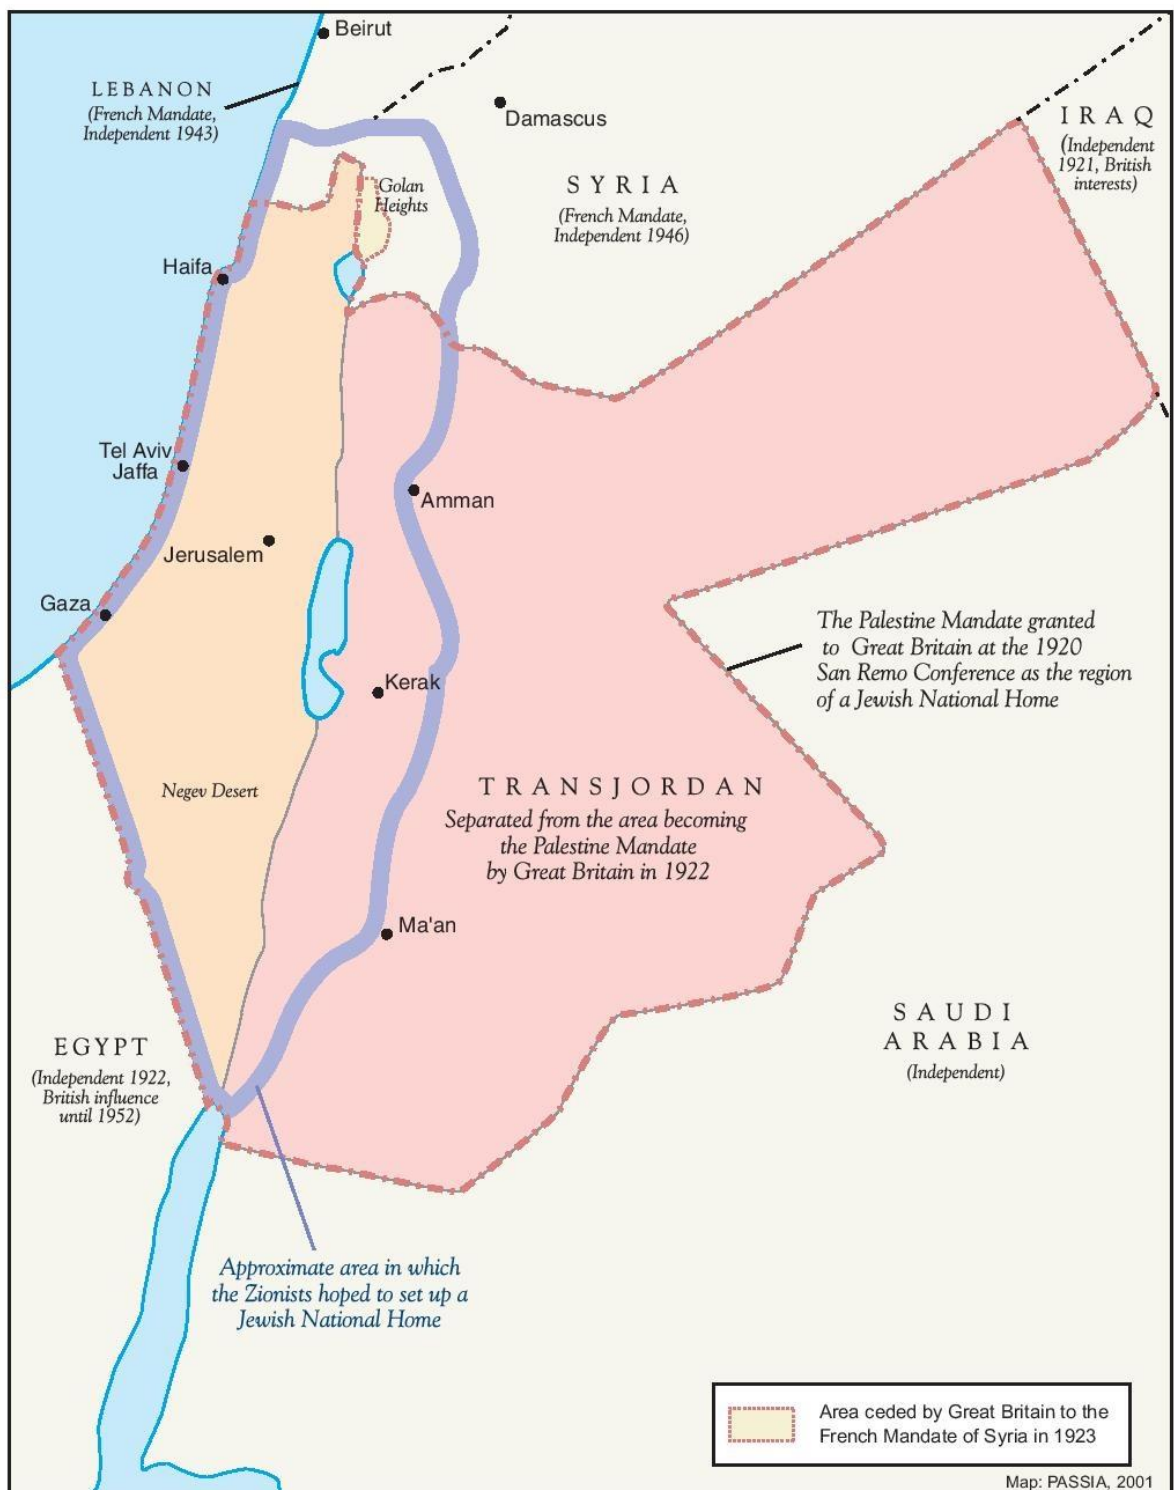 Beirut
LEBANON
(French Mandate,
Independent 1943)
Damascus
IRAQ
(Independent
1921, British
interests)
Golan
Heights
SYRIA
(French Mandate,
Independent 1946)
Haifa
Tel Aviv
Jaffa
Amman
Jerusalem
Gaza
The Palestine Mandate granted
to Great Britain at the 1920
San Remo Conference as the region
of a Jewish National Home
Kerak
Negev Desert
TRANSJORDAN
Separated from the area becoming
the Palestine Mandate
by Great Britain in 1922
Ma'an
SAUDI
ARABIA
(Independent)
EGYPT
(Independent 1922,
British influence
until 1952)
Approximate area in which
the Zionists hoped to set up a
Jewish National Home
Area ceded by Great Britain to the
French Mandate of Syria in 1923
Map: PASSIA, 2001